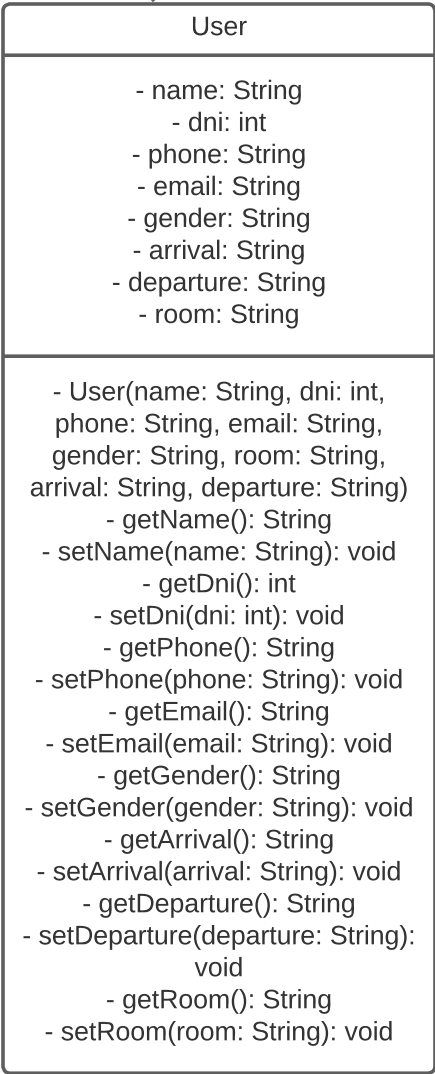 User
- name: String
- dni: int
- phone: String
- email: String
- gender: String
- arrival: String
- departure: String
- room: String
- User(name: String, dni: int,
phone: String, email: String,
gender: String, room: String,
arrival: String, departure: String)
- getName(): String
- setName(name: String): void
- getDni(): int
- setDni(dni: int): void
- getPhone(): String
- setPhone(phone: String): void
- getEmail(): String
- setEmail(email: String): void
- getGender(): String
- setGender(gender: String): void
- getArrival(): String
- setArrival(arrival: String): void
- getDeparture(): String
- setDeparture(departure: String):
void
- getRoom(): String
- setRoom(room: String): void